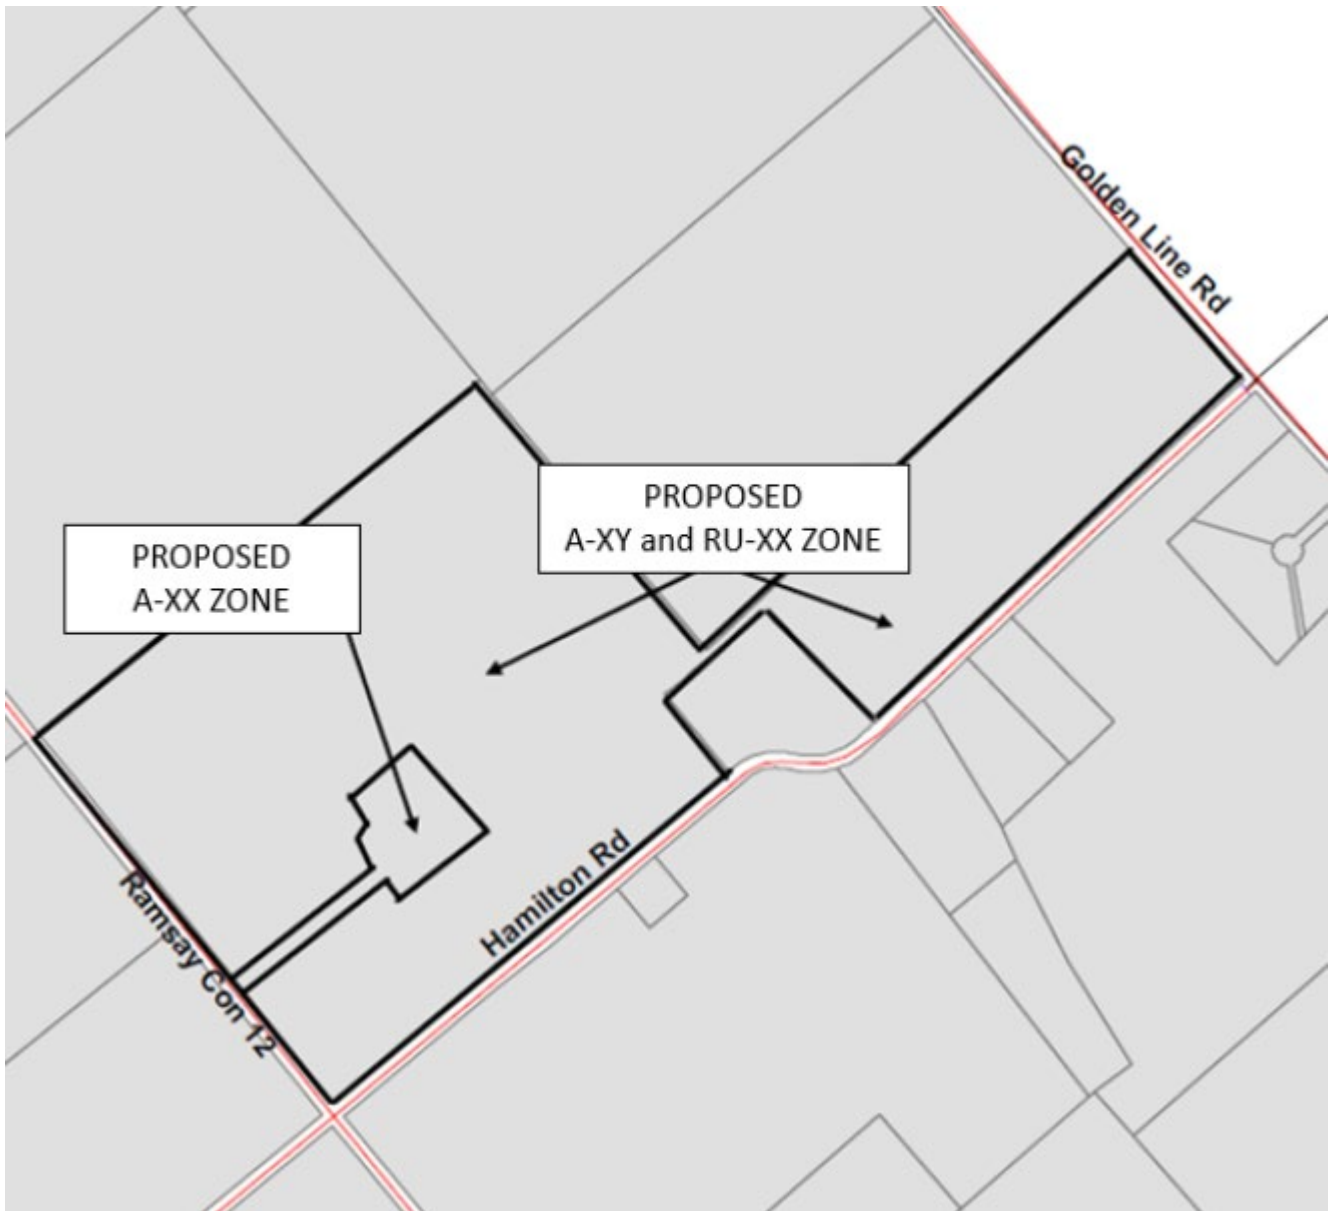 Golden Line Rd
PROPOSED
A-XY and RU-XX ZONE
PROPOSED
A-XX ZONE
Hamilton Rd
Ramsay Con 12